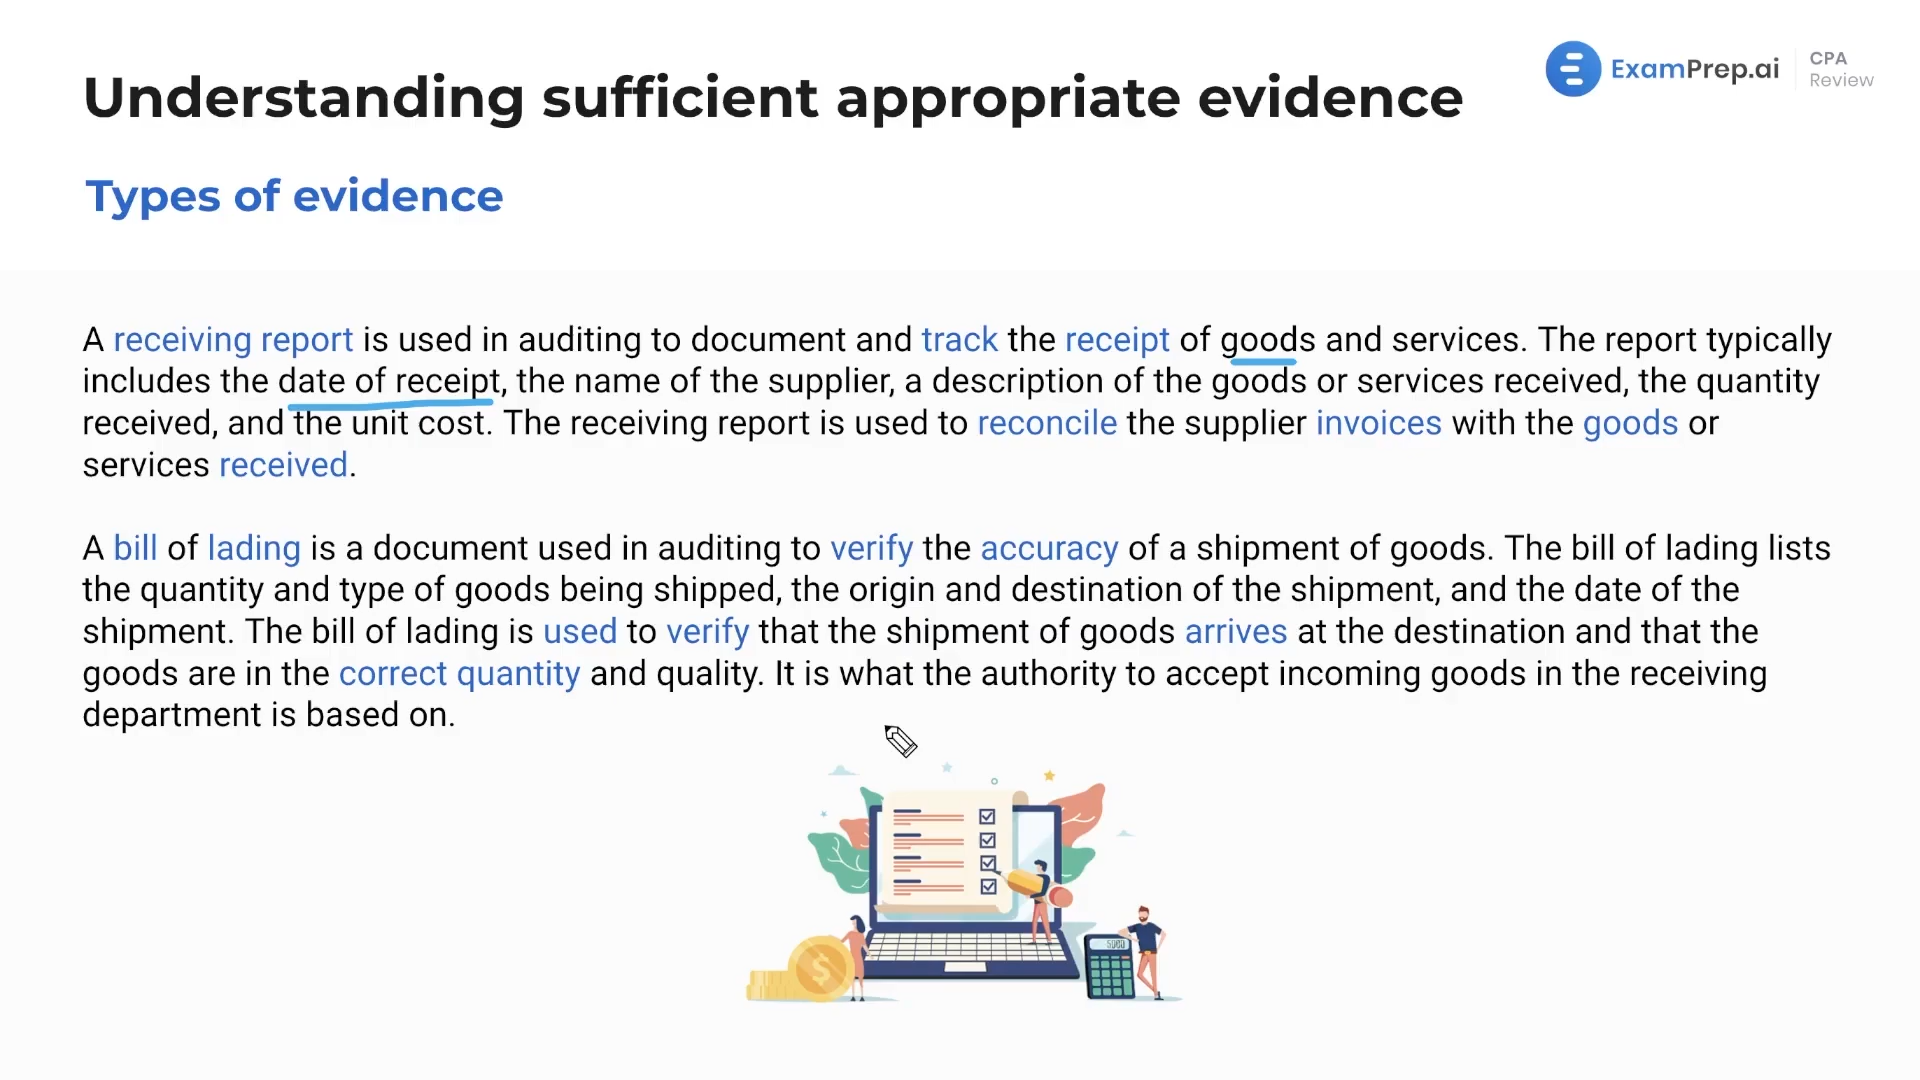 Understanding sufficient appropriate evidence
ExamPrep.ai
CPA
Review
Types of evidence
A receiving report is used in auditing to document and track the receipt of goods and services. The report typically
includes the date of receipt, the name of the supplier, a description of the goods or services received, the quantity
received, and the unit cost. The receiving report is used to reconcile the supplier invoices with the goods or
services received.
A bill of lading is a document used in auditing to verify the accuracy of a shipment of goods. The bill of lading lists
the quantity and type of goods being shipped, the origin and destination of the shipment, and the date of the
shipment. The bill of lading is used to verify that the shipment of goods arrives at the destination and that the
goods are in the correct quantity and quality. It is what the authority to accept incoming goods in the receiving
department is based on.
$